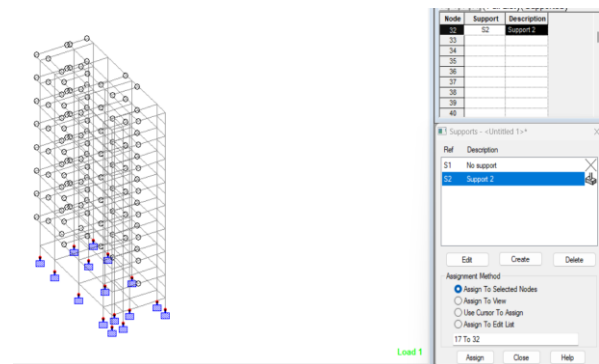 Node Support Description
32 S2 Support 2
33
34
35
36
37
38
39
40
Supports - <Untitled 1>*
Ref Description
S1 No support
S2 Support 2
Edit Create Delete
Assignment Method
Assign To Selected Nodes
Assign To View
Use Cursor To Assign
Assign To Edit List
17 To 32
Assign Close Help
Load 1